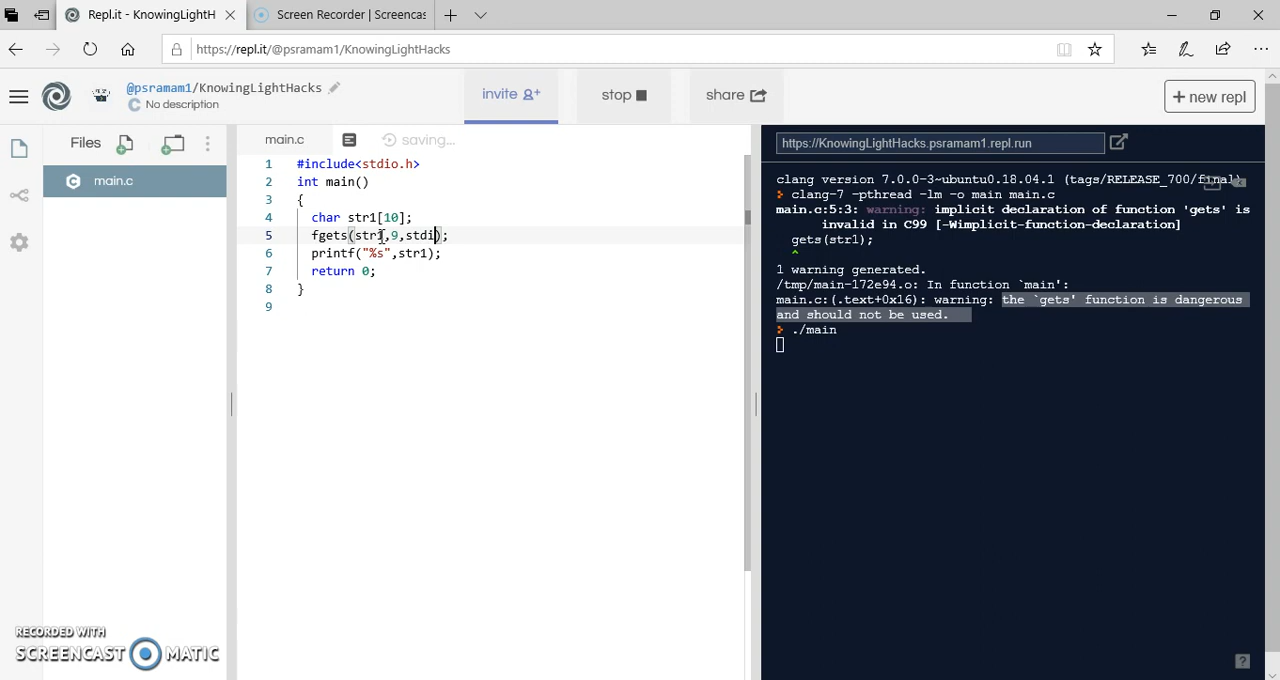 Repl.it - KnowingLightH
Screen Recorder | Screencas
https://repl.it/@psramam1/KnowingLightHacks
@psramam1/KnowingLightHacks
No description
invite
stop
share
+ new repl
Files
main.c
main.c
saving...
https://KnowingLightHacks.psramam1.repl.run
1 #include<stdio.h>
2 int main()
3 {
4 char str1[10];
5 fgets(str1,9,stdi);
6 printf("%s",str1);
7 return 0;
8 }
9
clang version 7.0.0-3~ubuntu0.18.04.1 (tags/RELEASE_700/final)
> clang-7 -pthread -lm -o main main.c
main.c:5:3: warning: implicit declaration of function 'gets' is
invalid in C99 [-Wimplicit-function-declaration]
gets(str1);
^
1 warning generated.
/tmp/main-172e94.o: In function `main':
main.c:(.text+0x16): warning: the `gets' function is dangerous
and should not be used.
> ./main
RECORDED WITH
SCREENCAST MATIC
?